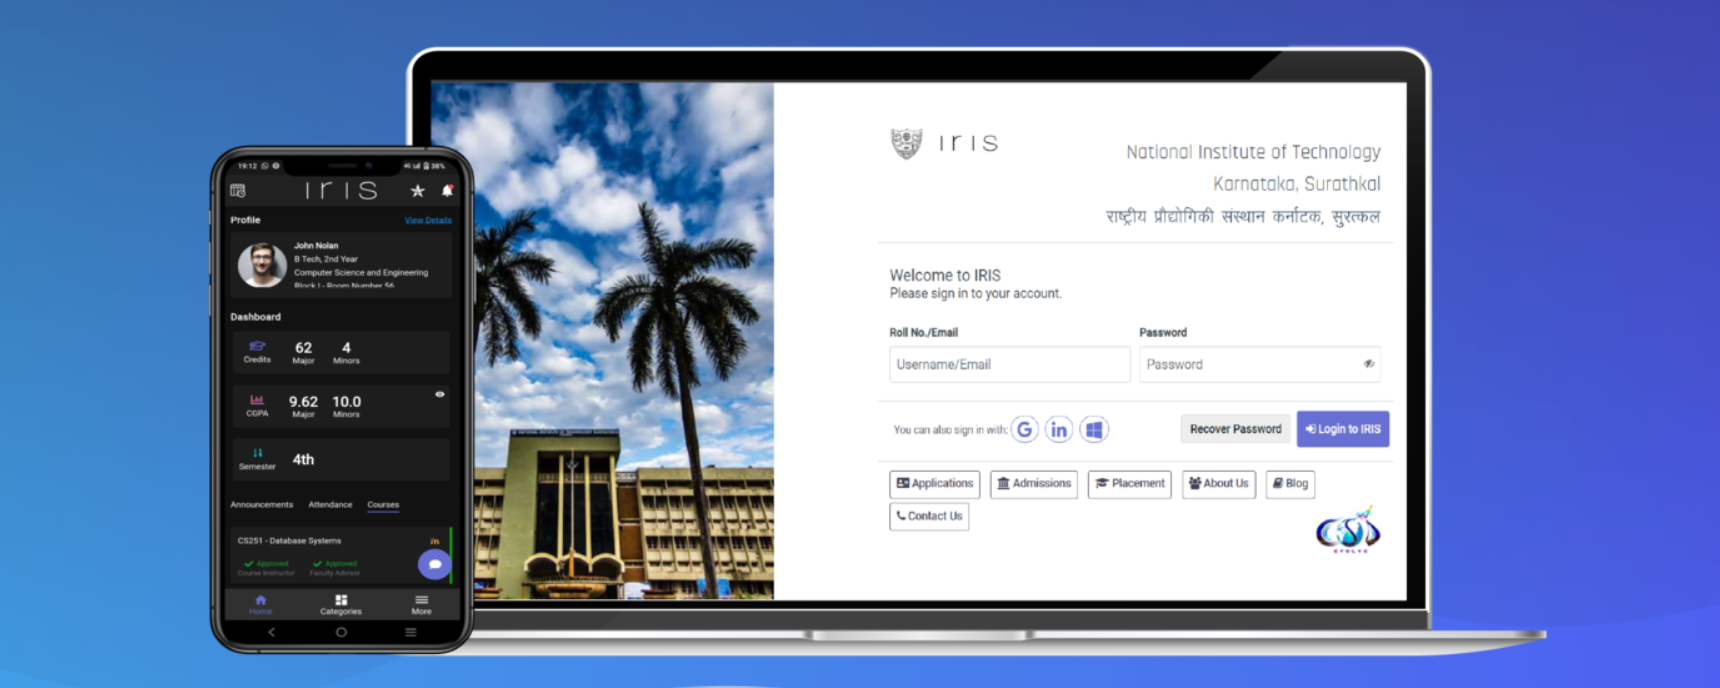 19:12
4G
38%
IrIS
Profile
View Details
John Nolan
B Tech, 2nd Year
Computer Science and Engineering
Block I - Room Number 56
Dashboard
Credits
62
Major
4
Minors
CGPA
9.62
Major
10.0
Minors
Semester
4th
Announcements
Attendance
Courses
CS251 - Database Systems
Approved
Course Instructor
Approved
Faculty Advisor
Home
Categories
More
IrIS
National Institute of Technology
Karnataka, Surathkal
राष्ट्रीय प्रौद्योगिकी संस्थान कर्नाटक, सुरत्कल
Welcome to IRIS
Please sign in to your account.
Roll No./Email
Password
Username/Email
Password
You can also sign in with:
G
in
Recover Password
Login to IRIS
Applications
Admissions
Placement
About Us
Blog
Contact Us
EVOLVE